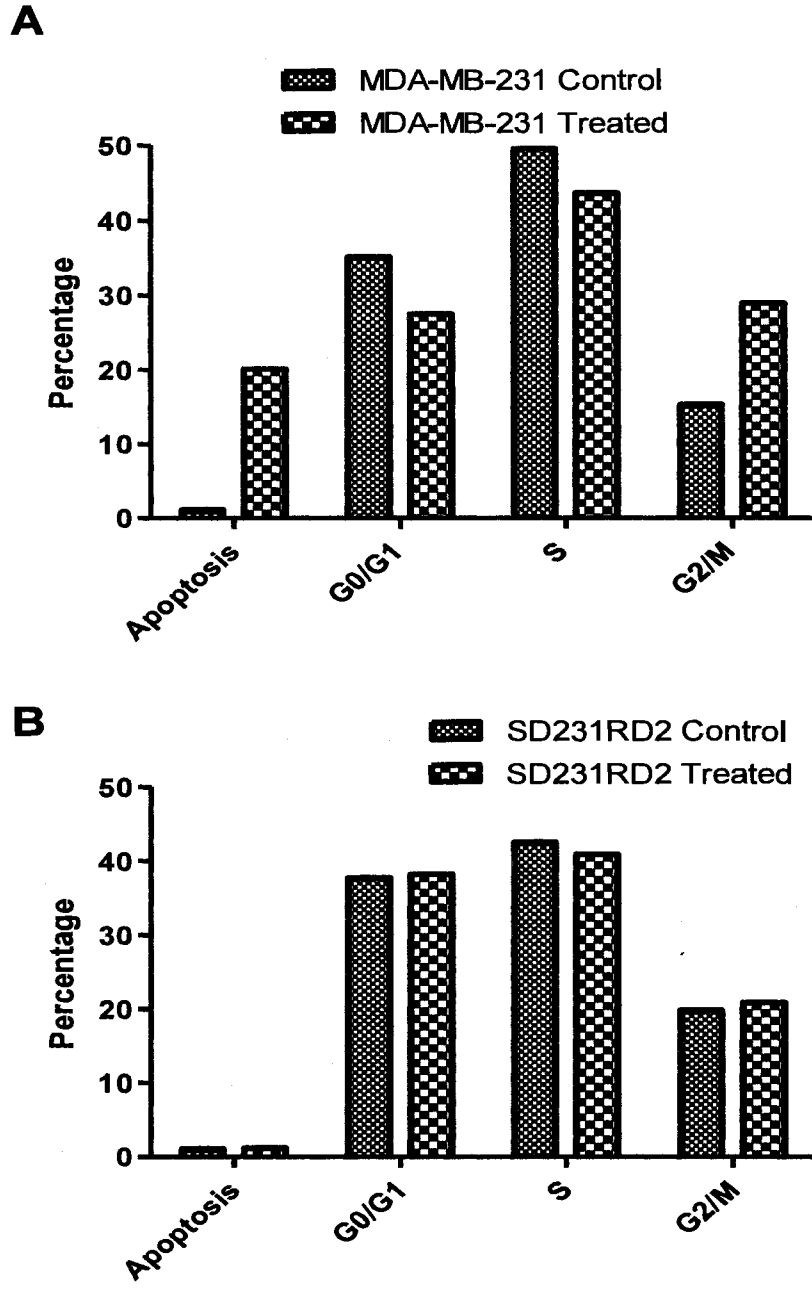 A
MDA-MB-231 Control
MDA-MB-231 Treated
50
40
30
20
10
0
Percentage
Apoptosis
G0/G1
S
G2/M
B
SD231RD2 Control
SD231RD2 Treated
50
40
30
20
10
0
Percentage
Apoptosis
G0/G1
S
G2/M